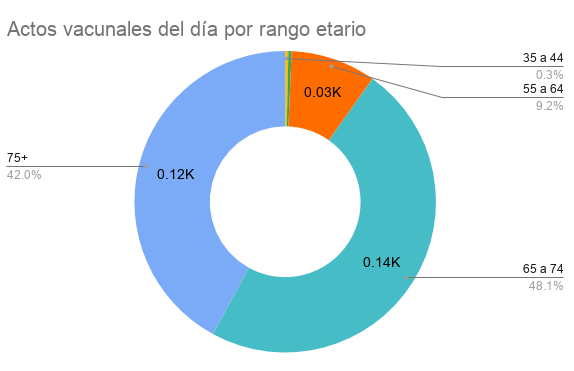 Actos vacunales del día por rango etario
35 a 44
0.3%
55 a 64
9.2%
0.03K
75+
42.0%
0.12K
0.14K
65 a 74
48.1%